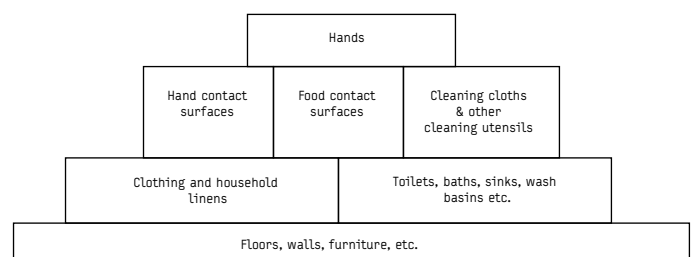 Hands
Hand contact
surfaces
Food contact
surfaces
Cleaning cloths
& other
cleaning utensils
Clothing and household
linens
Toilets, baths, sinks, wash
basins etc.
Floors, walls, furniture, etc.